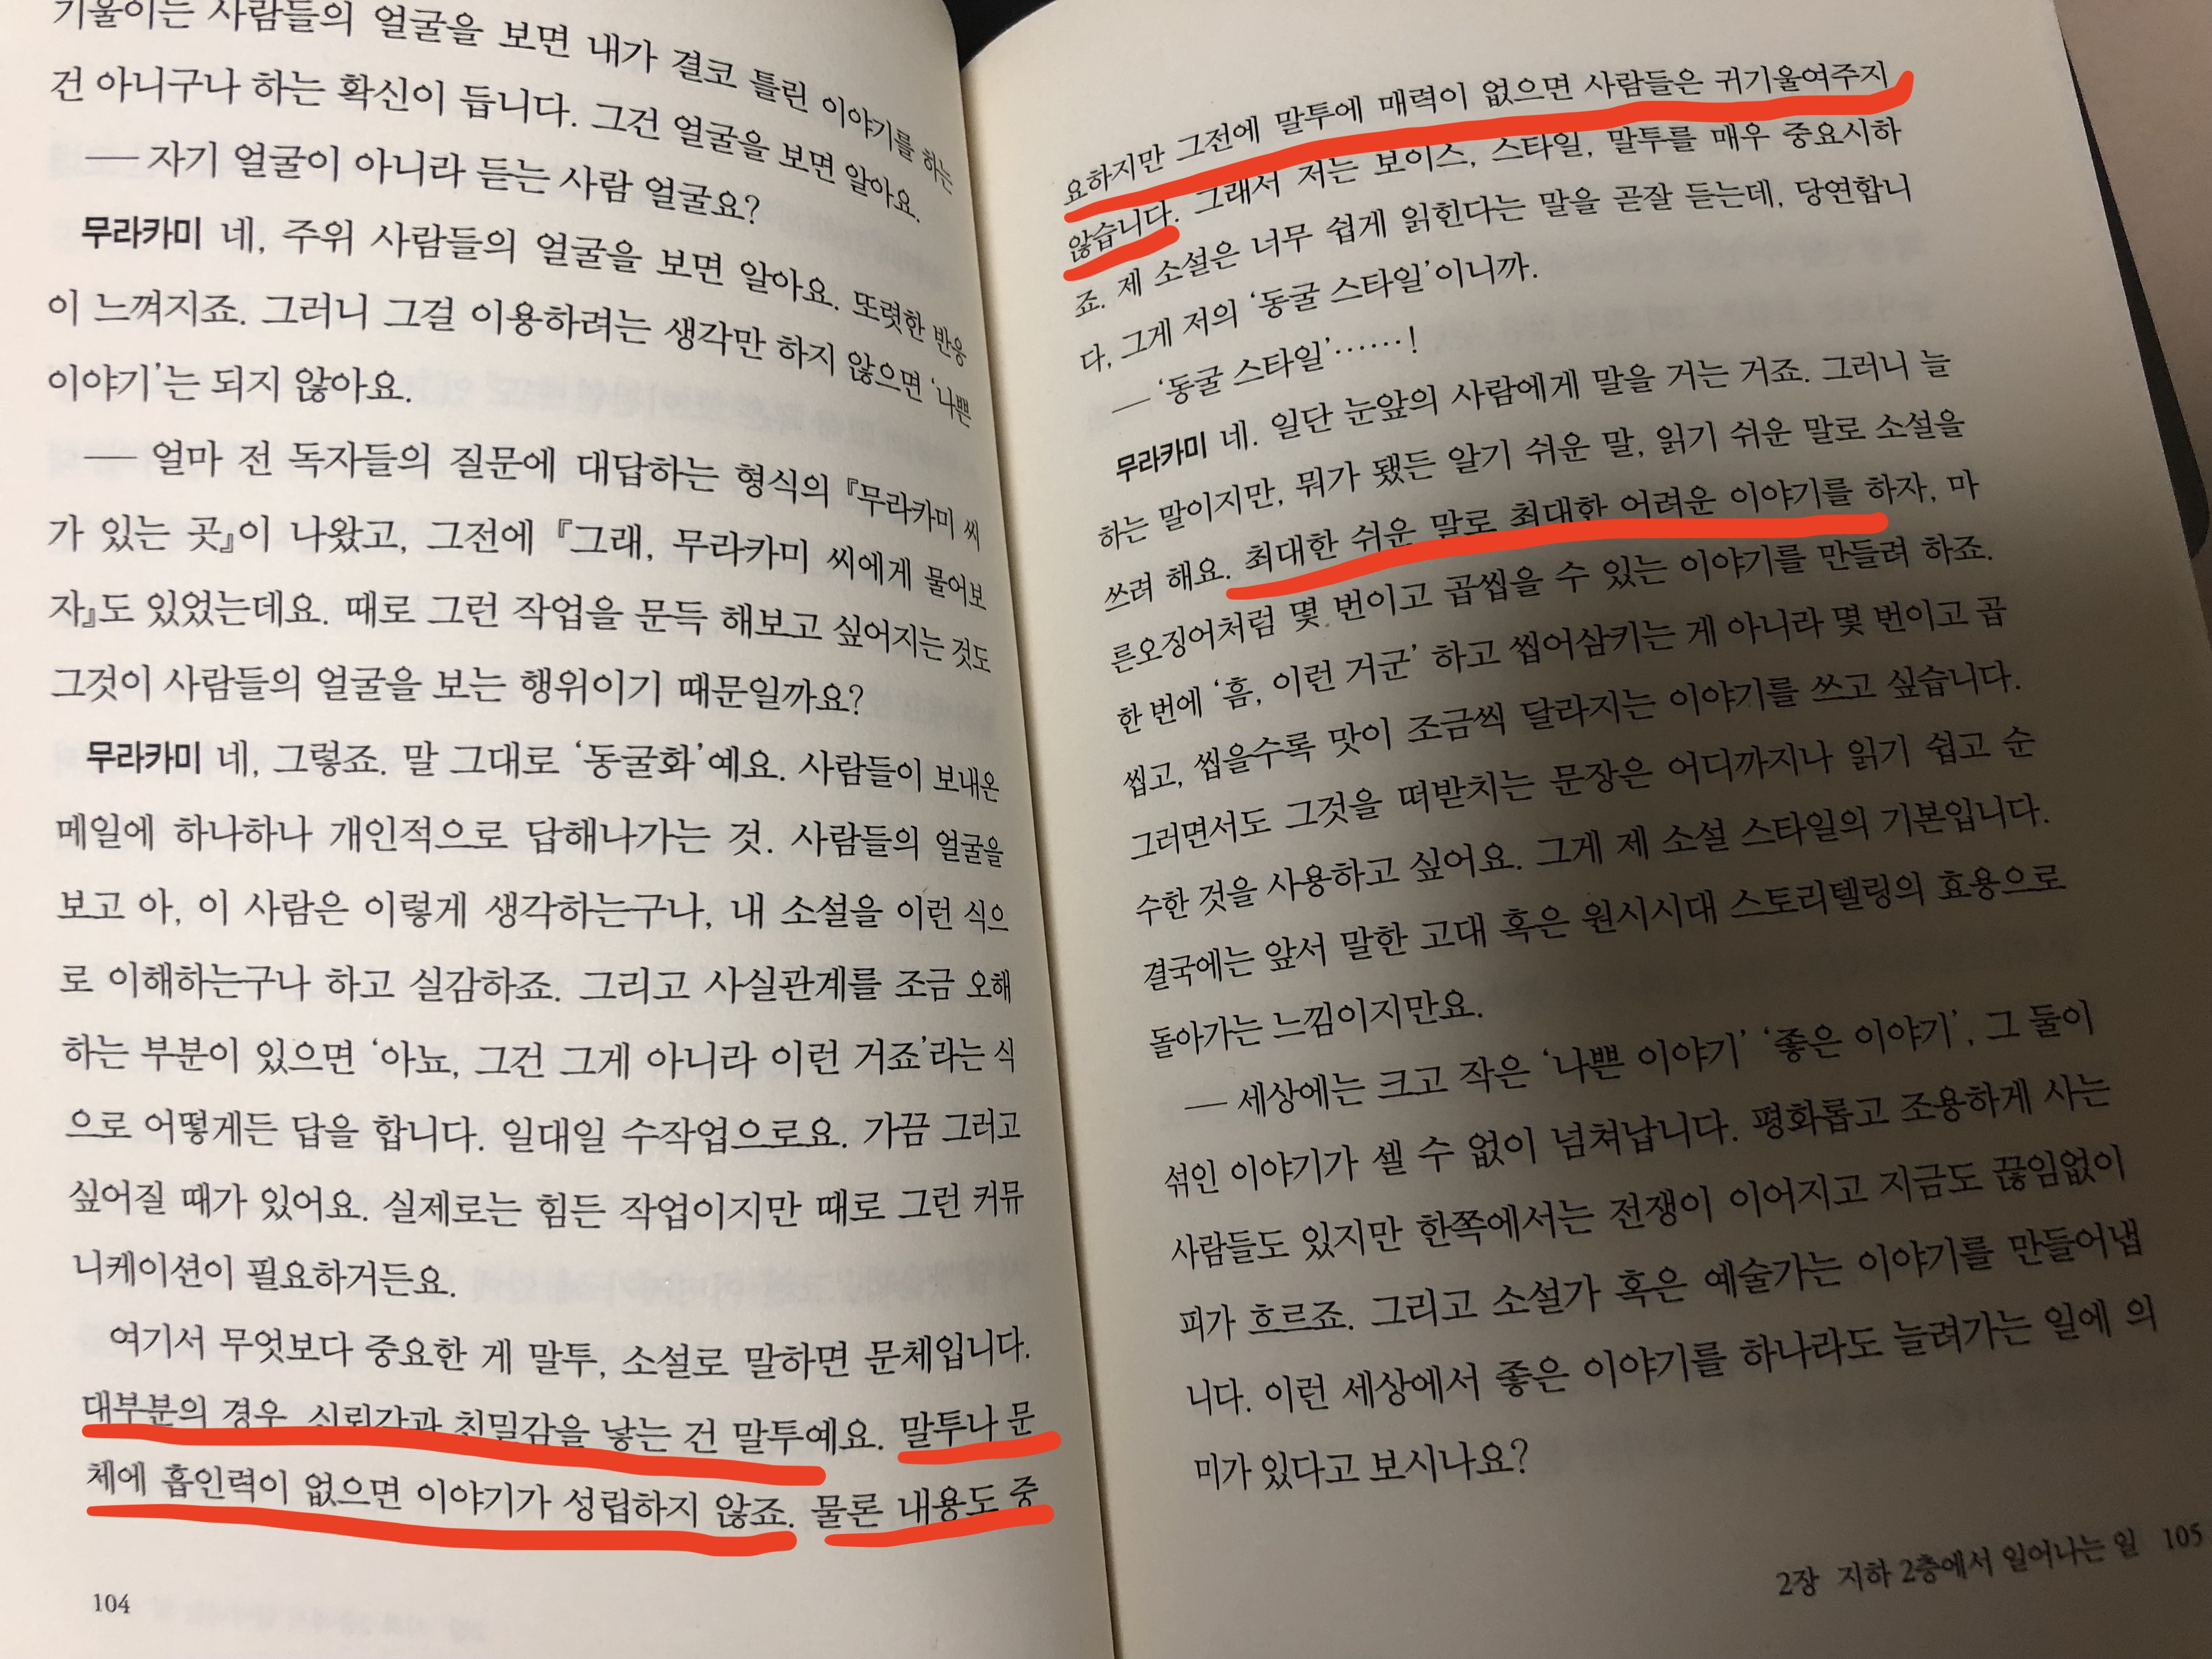 기울이는 사람들의 얼굴을 보면 내가 결코 틀린 이야기를 하는
건 아니구나 하는 확신이 듭니다. 그건 얼굴을 보면 알아요.
— 자기 얼굴이 아니라 듣는 사람 얼굴요?
무라카미 네, 주위 사람들의 얼굴을 보면 알아요. 또렷한 반응
이 느껴지죠. 그러니 그걸 이용하려는 생각만 하지 않으면 ‘나쁜
이야기’는 되지 않아요.
— 얼마 전 독자들의 질문에 대답하는 형식의 『무라카미 씨
가 있는 곳』이 나왔고, 그전에 『그래, 무라카미 씨에게 물어보
자』도 있었는데요. 때로 그런 작업을 문득 해보고 싶어지는 것도
그것이 사람들의 얼굴을 보는 행위이기 때문일까요?
무라카미 네, 그렇죠. 말 그대로 ‘동굴화’예요. 사람들이 보내온
메일에 하나하나 개인적으로 답해나가는 것. 사람들의 얼굴을
보고 아, 이 사람은 이렇게 생각하는구나, 내 소설을 이런 식으
로 이해하는구나 하고 실감하죠. 그리고 사실관계를 조금 오해
하는 부분이 있으면 ‘아뇨, 그건 그게 아니라 이런 거죠’라는 식
으로 어떻게든 답을 합니다. 일대일 수작업으로요. 가끔 그러고
싶어질 때가 있어요. 실제로는 힘든 작업이지만 때로 그런 커뮤
니케이션이 필요하거든요.
여기서 무엇보다 중요한 게 말투, 소설로 말하면 문체입니다.
대부분의 경우 신뢰감과 친밀감을 낳는 건 말투예요. 말투나 문
체에 흡인력이 없으면 이야기가 성립하지 않죠. 물론 내용도 중
104
요하지만 그전에 말투에 매력이 없으면 사람들은 귀기울여주지
않습니다. 그래서 저는 보이스, 스타일, 말투를 매우 중요시하
죠. 제 소설은 너무 쉽게 읽힌다는 말을 곧잘 듣는데, 당연합니
다, 그게 저의 ‘동굴 스타일’이니까.
— ‘동굴 스타일’……!
무라카미 네. 일단 눈앞의 사람에게 말을 거는 거죠. 그러니 늘
하는 말이지만, 뭐가 됐든 알기 쉬운 말, 읽기 쉬운 말로 소설을
쓰려 해요. 최대한 쉬운 말로 최대한 어려운 이야기를 하자, 마
른오징어처럼 몇 번이고 곱씹을 수 있는 이야기를 만들려 하죠.
한 번에 ‘흠, 이런 거군’ 하고 씹어삼키는 게 아니라 몇 번이고 곱
씹고, 씹을수록 맛이 조금씩 달라지는 이야기를 쓰고 싶습니다.
그러면서도 그것을 떠받치는 문장은 어디까지나 읽기 쉽고 순
수한 것을 사용하고 싶어요. 그게 제 소설 스타일의 기본입니다.
결국에는 앞서 말한 고대 혹은 원시시대 스토리텔링의 효용으로
돌아가는 느낌이지만요.
— 세상에는 크고 작은 ‘나쁜 이야기’ ‘좋은 이야기’, 그 둘이
섞인 이야기가 셀 수 없이 넘쳐납니다. 평화롭고 조용하게 사는
사람들도 있지만 한쪽에서는 전쟁이 이어지고 지금도 끊임없이
피가 흐르죠. 그리고 소설가 혹은 예술가는 이야기를 만들어냅
니다. 이런 세상에서 좋은 이야기를 하나라도 늘려가는 일에 의
미가 있다고 보시나요?
2장 지하 2층에서 일어나는 일 105